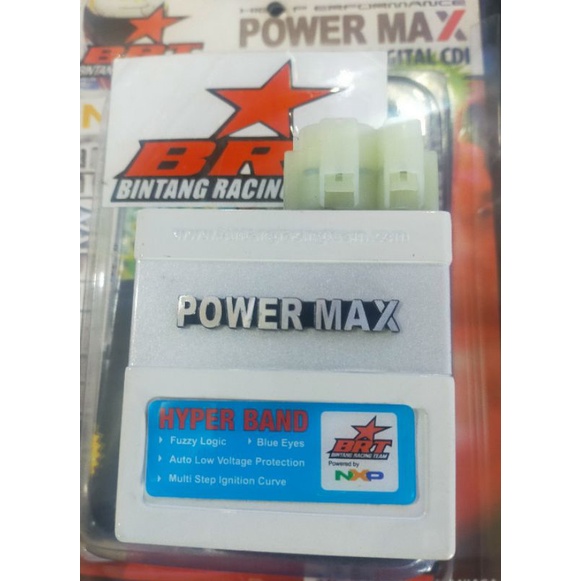 POWER MAX
DIGITAL CDI
BRT
BINTANG RACING
POWER MAX
HYPER BAND
Fuzzy Logic
Blue Eyes
Auto Low Voltage Protection
Multi Step Ignition Curve
BRT
BINTANG RACING TEAM
Powered by
NXP